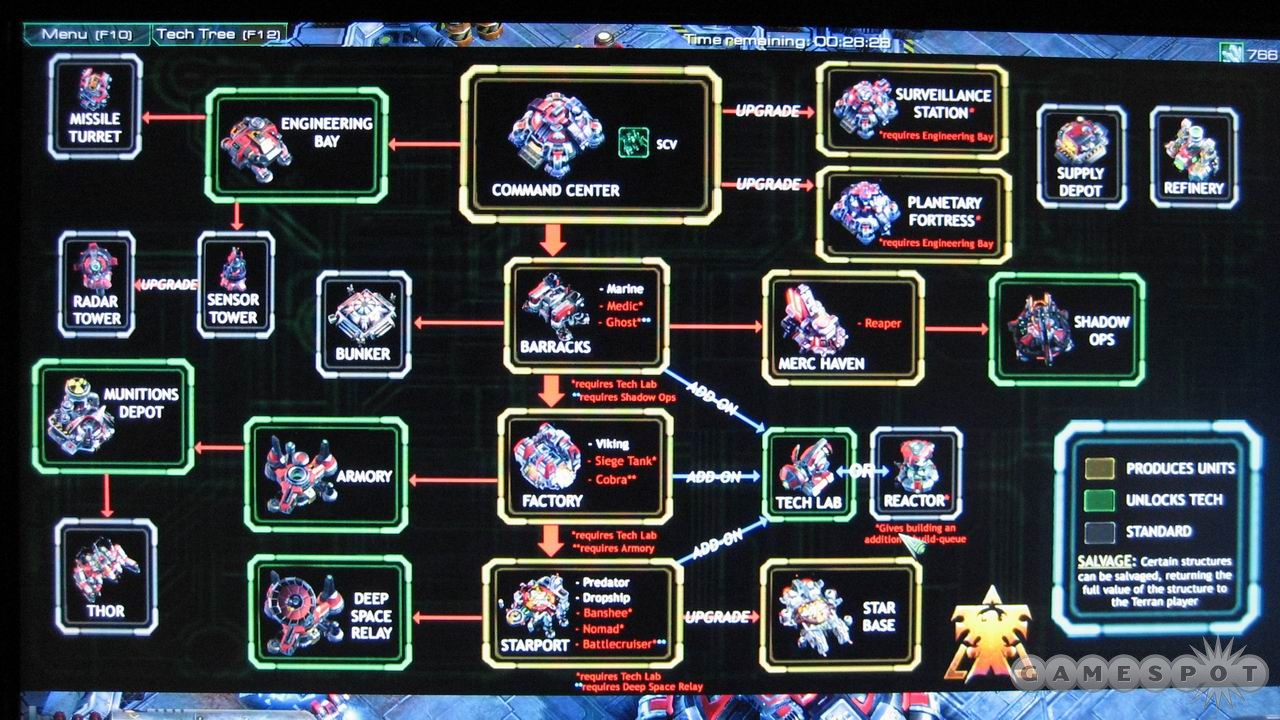 Menu (F10)
Tech Tree (F12)
Time remaining: 00:28:28
766
MISSILE
TURRET
ENGINEERING
BAY
COMMAND CENTER
SCV
UPGRADE
SURVEILLANCE
STATION*
*requires Engineering Bay
UPGRADE
PLANETARY
FORTRESS*
*requires Engineering Bay
SUPPLY
DEPOT
REFINERY
RADAR
TOWER
UPGRADE
SENSOR
TOWER
BUNKER
- Marine
- Medic*
- Ghost***
BARRACKS
- Reaper
MERC HAVEN
SHADOW
OPS
*requires Tech Lab
**requires Shadow Ops
ADD-ON
MUNITIONS
DEPOT
ARMORY
- Viking
- Siege Tank*
- Cobra**
FACTORY
ADD-ON
TECH LAB
OR
REACTOR*
*Gives building an
additional build-queue
*requires Tech Lab
**requires Armory
ADD-ON
THOR
DEEP
SPACE
RELAY
- Predator
- Dropship
- Banshee*
- Nomad*
- Battlecruiser***
STARPORT
UPGRADE
STAR
BASE
*requires Tech Lab
**requires Deep Space Relay
PRODUCES UNITS
UNLOCKS TECH
STANDARD
SALVAGE: Certain structures
can be salvaged, returning the
full value of the structure to
the Terran player
GAMESPOT